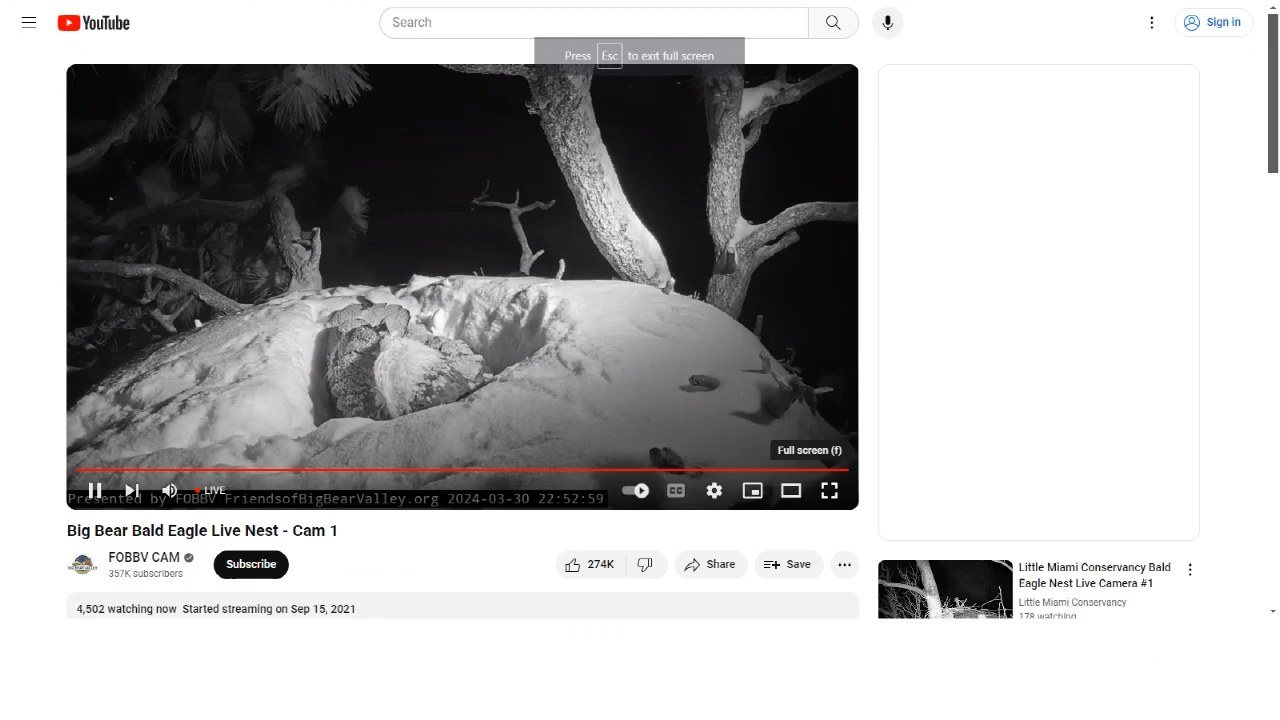 YouTube
Search
Sign in
Press Esc to exit full screen
Full screen (f)
LIVE
CC
Presented by FOBBV FriendsofBigBearValley.org 2024-03-30 22:52:59
Big Bear Bald Eagle Live Nest - Cam 1
FOBBV CAM
357K subscribers
Subscribe
274K
Share
Save
4,502 watching now Started streaming on Sep 15, 2021
Little Miami Conservancy Bald
Eagle Nest Live Camera #1
Little Miami Conservancy
178 watching